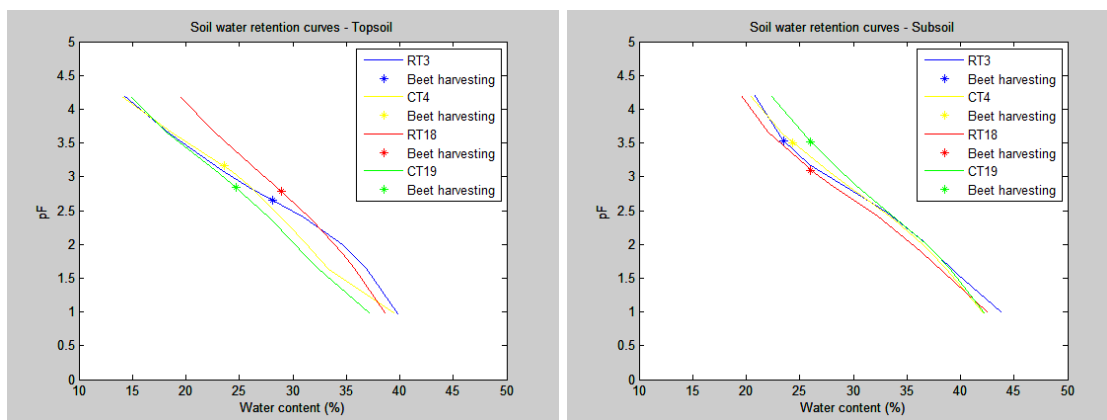 Soil water retention curves - Topsoil
5
4.5
4
3.5
3
2.5
2
1.5
1
0.5
0
pF
10 15 20 25 30 35 40 45 50
Water content (%)
RT3
Beet harvesting
CT4
Beet harvesting
RT18
Beet harvesting
CT19
Beet harvesting
Soil water retention curves - Subsoil
5
4.5
4
3.5
3
2.5
2
1.5
1
0.5
0
pF
10 15 20 25 30 35 40 45 50
Water content (%)
RT3
Beet harvesting
CT4
Beet harvesting
RT18
Beet harvesting
CT19
Beet harvesting